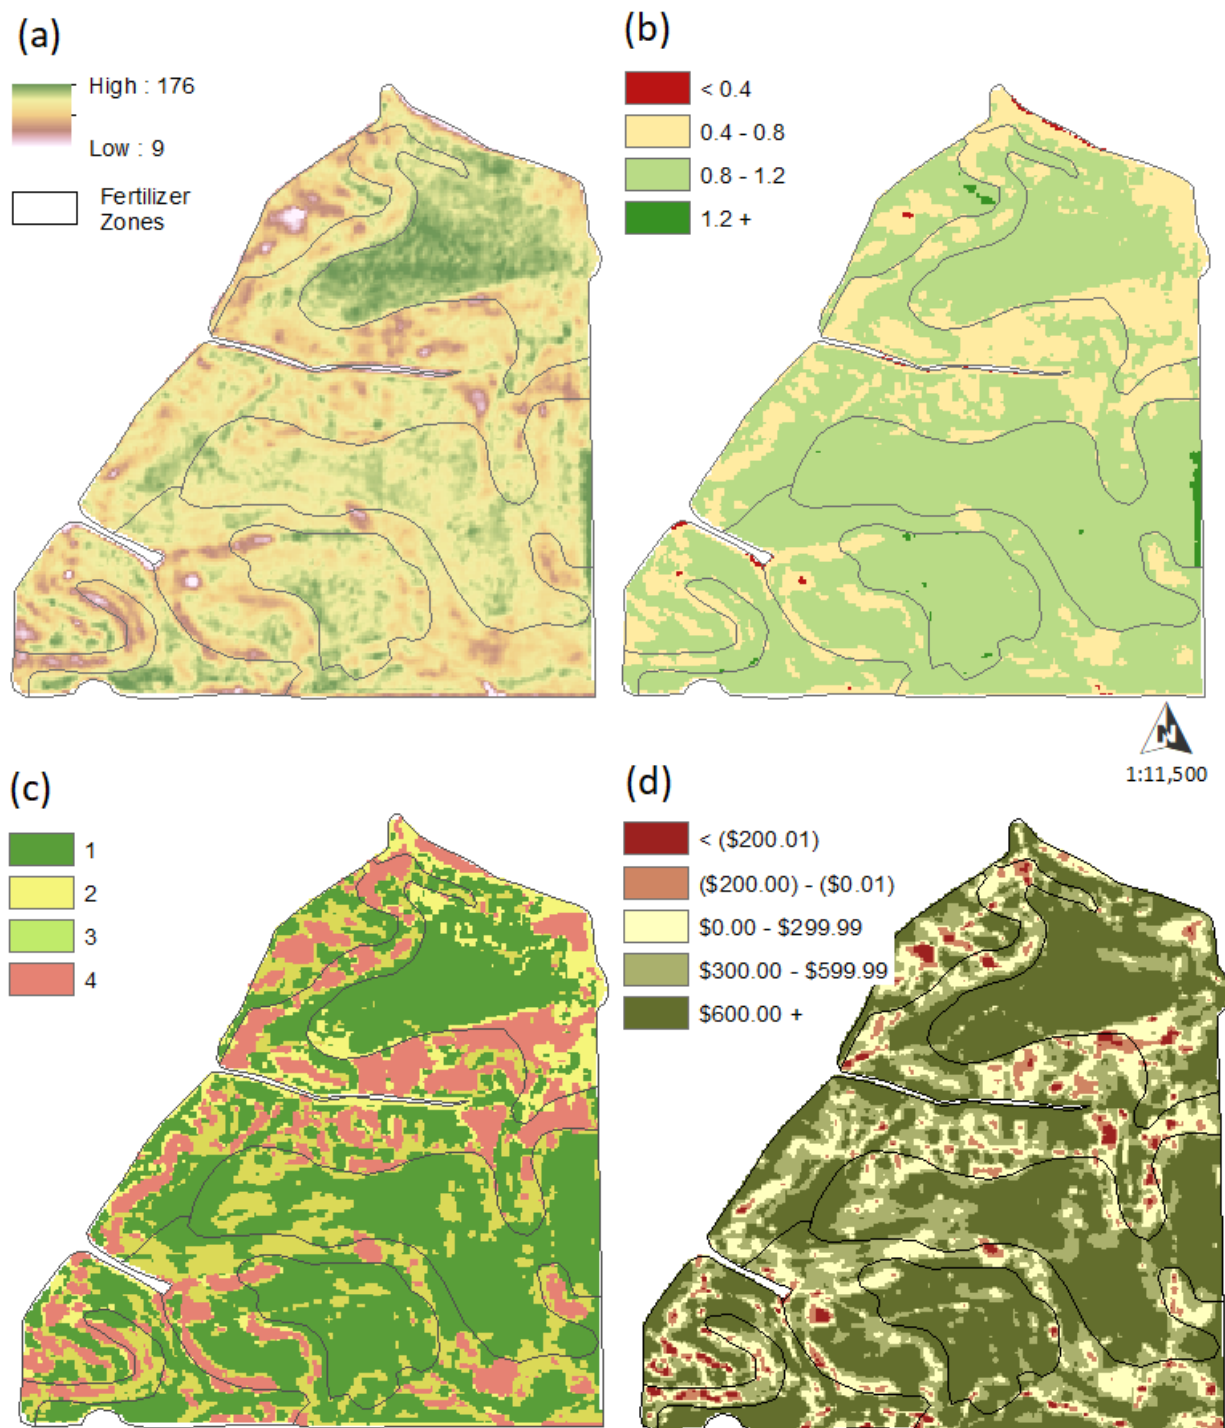 (a)
High : 176
Low : 9
Fertilizer
Zones
(b)
< 0.4
0.4 - 0.8
0.8 - 1.2
1.2 +
N
1:11,500
(c)
1
2
3
4
(d)
< ($200.01)
($200.00) - ($0.01)
$0.00 - $299.99
$300.00 - $599.99
$600.00 +